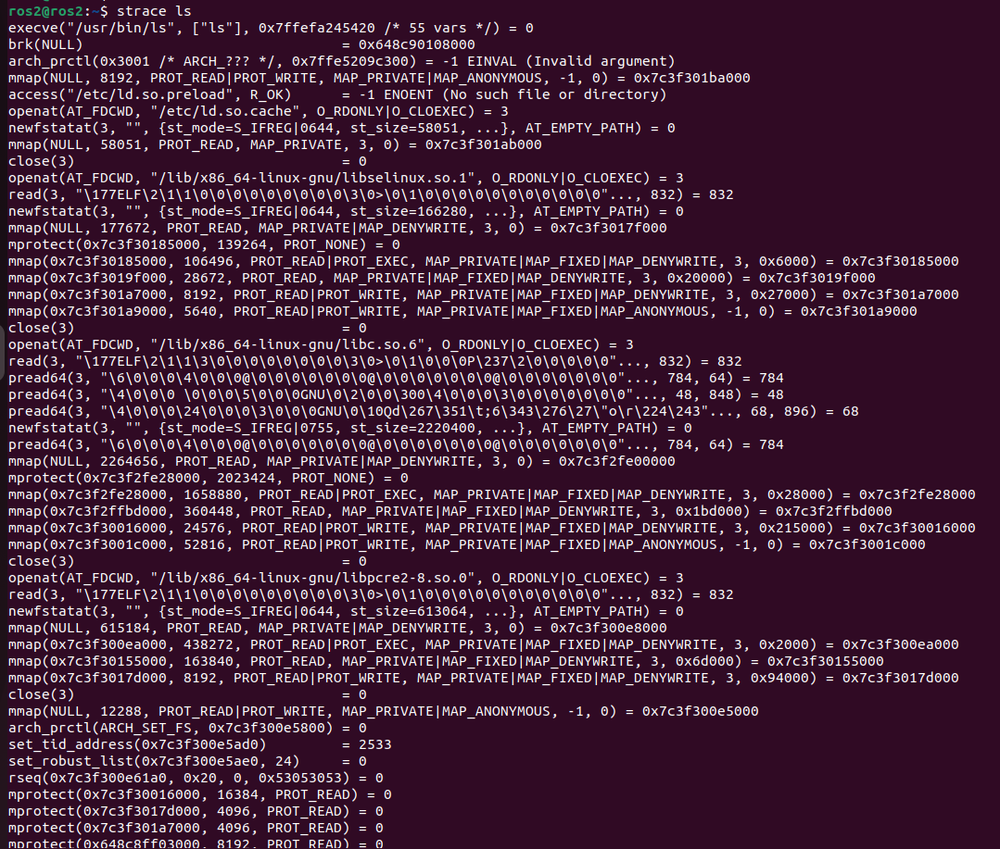 ros2@ros2:~$ strace ls
execve("/usr/bin/ls", ["ls"], 0x7ffefa245420 /* 55 vars */) = 0
brk(NULL)                               = 0x648c90108000
arch_prctl(0x3001 /* ARCH_??? */, 0x7ffe5209c300) = -1 EINVAL (Invalid argument)
mmap(NULL, 8192, PROT_READ|PROT_WRITE, MAP_PRIVATE|MAP_ANONYMOUS, -1, 0) = 0x7c3f301ba000
access("/etc/ld.so.preload", R_OK)      = -1 ENOENT (No such file or directory)
openat(AT_FDCWD, "/etc/ld.so.cache", O_RDONLY|O_CLOEXEC) = 3
newfstatat(3, "", {st_mode=S_IFREG|0644, st_size=58051, ...}, AT_EMPTY_PATH) = 0
mmap(NULL, 58051, PROT_READ, MAP_PRIVATE, 3, 0) = 0x7c3f301ab000
close(3)                                = 0
openat(AT_FDCWD, "/lib/x86_64-linux-gnu/libselinux.so.1", O_RDONLY|O_CLOEXEC) = 3
read(3, "\177ELF\2\1\1\0\0\0\0\0\0\0\0\0\3\0>\0\1\0\0\0\0\0\0\0\0\0\0\0"..., 832) = 832
newfstatat(3, "", {st_mode=S_IFREG|0644, st_size=166280, ...}, AT_EMPTY_PATH) = 0
mmap(NULL, 177672, PROT_READ, MAP_PRIVATE|MAP_DENYWRITE, 3, 0) = 0x7c3f3017f000
mprotect(0x7c3f30185000, 139264, PROT_NONE) = 0
mmap(0x7c3f30185000, 106496, PROT_READ|PROT_EXEC, MAP_PRIVATE|MAP_FIXED|MAP_DENYWRITE, 3, 0x6000) = 0x7c3f30185000
mmap(0x7c3f3019f000, 28672, PROT_READ, MAP_PRIVATE|MAP_FIXED|MAP_DENYWRITE, 3, 0x20000) = 0x7c3f3019f000
mmap(0x7c3f301a7000, 8192, PROT_READ|PROT_WRITE, MAP_PRIVATE|MAP_FIXED|MAP_DENYWRITE, 3, 0x27000) = 0x7c3f301a7000
mmap(0x7c3f301a9000, 5640, PROT_READ|PROT_WRITE, MAP_PRIVATE|MAP_FIXED|MAP_ANONYMOUS, -1, 0) = 0x7c3f301a9000
close(3)                                = 0
openat(AT_FDCWD, "/lib/x86_64-linux-gnu/libc.so.6", O_RDONLY|O_CLOEXEC) = 3
read(3, "\177ELF\2\1\1\3\0\0\0\0\0\0\0\0\3\0>\0\1\0\0\0P\237\2\0\0\0\0\0"..., 832) = 832
pread64(3, "\6\0\0\0\4\0\0\0@\0\0\0\0\0\0\0@\0\0\0\0\0\0\0@\0\0\0\0\0\0\0"..., 784, 64) = 784
pread64(3, "\4\0\0\0 \0\0\0\5\0\0\0GNU\0\2\0\0\300\4\0\0\0\3\0\0\0\0\0\0\0"..., 48, 848) = 48
pread64(3, "\4\0\0\0\24\0\0\0\3\0\0\0GNU\0\10Qd\267\351\t;6\343\276\27\"o\r\224\243"..., 68, 896) = 68
newfstatat(3, "", {st_mode=S_IFREG|0755, st_size=2220400, ...}, AT_EMPTY_PATH) = 0
pread64(3, "\6\0\0\0\4\0\0\0@\0\0\0\0\0\0\0@\0\0\0\0\0\0\0@\0\0\0\0\0\0\0"..., 784, 64) = 784
mmap(NULL, 2264656, PROT_READ, MAP_PRIVATE|MAP_DENYWRITE, 3, 0) = 0x7c3f2fe00000
mprotect(0x7c3f2fe28000, 2023424, PROT_NONE) = 0
mmap(0x7c3f2fe28000, 1658880, PROT_READ|PROT_EXEC, MAP_PRIVATE|MAP_FIXED|MAP_DENYWRITE, 3, 0x28000) = 0x7c3f2fe28000
mmap(0x7c3f2ffbd000, 360448, PROT_READ, MAP_PRIVATE|MAP_FIXED|MAP_DENYWRITE, 3, 0x1bd000) = 0x7c3f2ffbd000
mmap(0x7c3f30016000, 24576, PROT_READ|PROT_WRITE, MAP_PRIVATE|MAP_FIXED|MAP_DENYWRITE, 3, 0x215000) = 0x7c3f30016000
mmap(0x7c3f3001c000, 52816, PROT_READ|PROT_WRITE, MAP_PRIVATE|MAP_FIXED|MAP_ANONYMOUS, -1, 0) = 0x7c3f3001c000
close(3)                                = 0
openat(AT_FDCWD, "/lib/x86_64-linux-gnu/libpcre2-8.so.0", O_RDONLY|O_CLOEXEC) = 3
read(3, "\177ELF\2\1\1\0\0\0\0\0\0\0\0\0\3\0>\0\1\0\0\0\0\0\0\0\0\0\0\0"..., 832) = 832
newfstatat(3, "", {st_mode=S_IFREG|0644, st_size=613064, ...}, AT_EMPTY_PATH) = 0
mmap(NULL, 615184, PROT_READ, MAP_PRIVATE|MAP_DENYWRITE, 3, 0) = 0x7c3f300e8000
mmap(0x7c3f300ea000, 438272, PROT_READ|PROT_EXEC, MAP_PRIVATE|MAP_FIXED|MAP_DENYWRITE, 3, 0x2000) = 0x7c3f300ea000
mmap(0x7c3f30155000, 163840, PROT_READ, MAP_PRIVATE|MAP_FIXED|MAP_DENYWRITE, 3, 0x6d000) = 0x7c3f30155000
mmap(0x7c3f3017d000, 8192, PROT_READ|PROT_WRITE, MAP_PRIVATE|MAP_FIXED|MAP_DENYWRITE, 3, 0x94000) = 0x7c3f3017d000
close(3)                                = 0
mmap(NULL, 12288, PROT_READ|PROT_WRITE, MAP_PRIVATE|MAP_ANONYMOUS, -1, 0) = 0x7c3f300e5000
arch_prctl(ARCH_SET_FS, 0x7c3f300e5800) = 0
set_tid_address(0x7c3f300e5ad0)         = 2533
set_robust_list(0x7c3f300e5ae0, 24)     = 0
rseq(0x7c3f300e61a0, 0x20, 0, 0x53053053) = 0
mprotect(0x7c3f30016000, 16384, PROT_READ) = 0
mprotect(0x7c3f3017d000, 4096, PROT_READ) = 0
mprotect(0x7c3f301a7000, 4096, PROT_READ) = 0
mprotect(0x648c8ff03000, 8192, PROT_READ) = 0